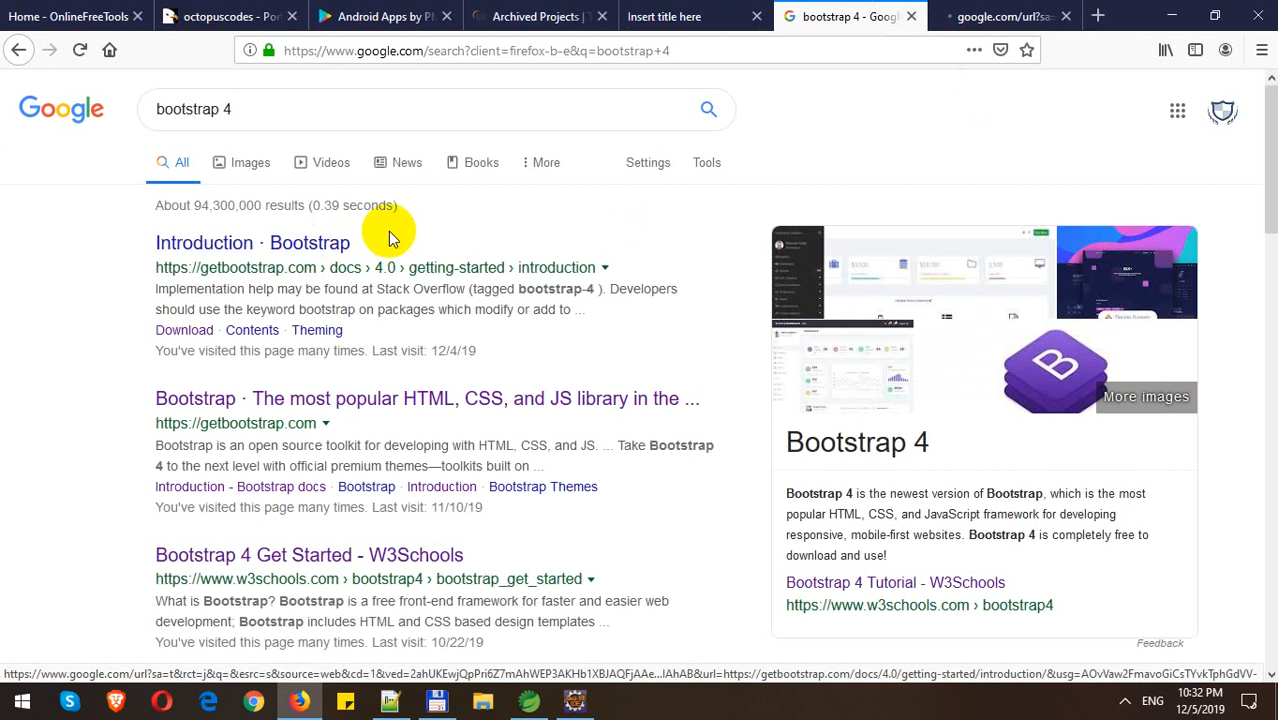 Home - OnlineFreeTools
octavia codes - Por
Android Apps by Ph
ArchiRed Projects | T
Insert title here
bootstrap 4 - Googl
google.com/url?sa=
https://www.google.com/search?client=firefox-b-e&q=bootstrap+4
Google
bootstrap 4
All Images Videos News Books More Settings Tools
About 94,300,000 results (0.39 seconds)
Introduction · Bootstrap
https://getbootstrap.com › docs › 4.0 › getting-started › introduction
Implementation help may be found at Stack Overflow (tagged bootstrap-4 ). Developers
should use the keyword bootstrap on packages which modify or add to ...
Download · Contents · Theming
You've visited this page many times. Last visit: 12/4/19
Bootstrap · The most popular HTML, CSS, and JS library in the ...
https://getbootstrap.com
Bootstrap is an open source toolkit for developing with HTML, CSS, and JS. ... Take Bootstrap
4 to the next level with official premium themes—toolkits built on ...
Introduction - Bootstrap docs · Bootstrap · Introduction · Bootstrap Themes
You've visited this page many times. Last visit: 11/10/19
Bootstrap 4 Get Started - W3Schools
https://www.w3schools.com › bootstrap4 › bootstrap_get_started
What is Bootstrap? Bootstrap is a free front-end framework for faster and easier web
development; Bootstrap includes HTML and CSS based design templates ...
You've visited this page many times. Last visit: 10/22/19
B
More images
Bootstrap 4
Bootstrap 4 is the newest version of Bootstrap, which is the most
popular HTML, CSS, and JavaScript framework for developing
responsive, mobile-first websites. Bootstrap 4 is completely free to
download and use!
Bootstrap 4 Tutorial - W3Schools
https://www.w3schools.com › bootstrap4
Feedback
ENG
10:32 PM
12/5/2019